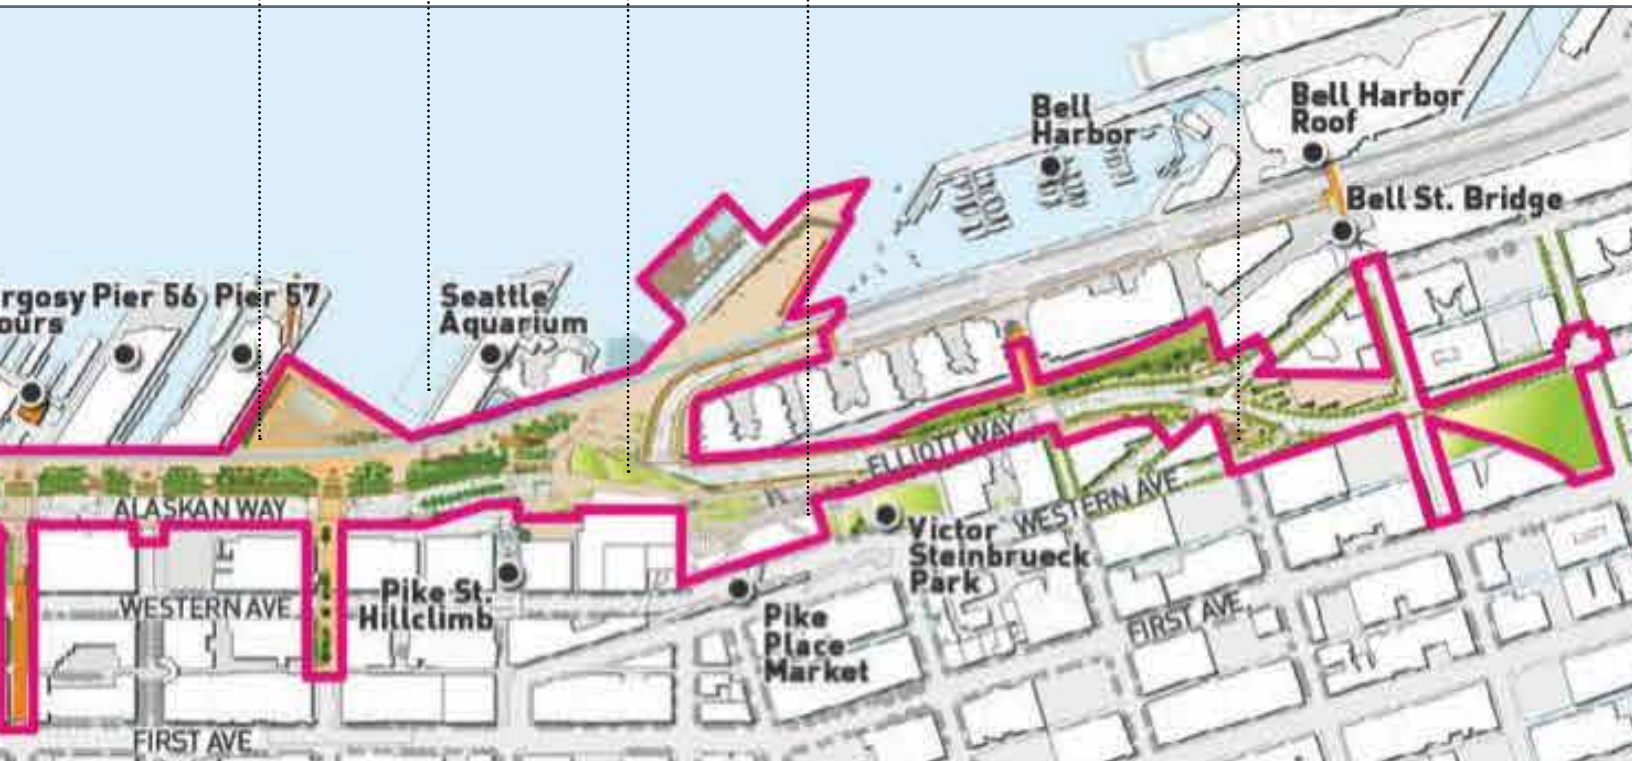 Bell Harbor
Roof
Bell
Harbor
Bell St. Bridge
rgosy
ours
Pier 56
Pier 57
Seattle
Aquarium
ELLIOTT WAY
ALASKAN WAY
WESTERN AVE.
Victor
Steinbrueck
Park
Pike St.
Hillclimb
WESTERN AVE.
FIRST AVE.
Pike
Place
Market
FIRST AVE.